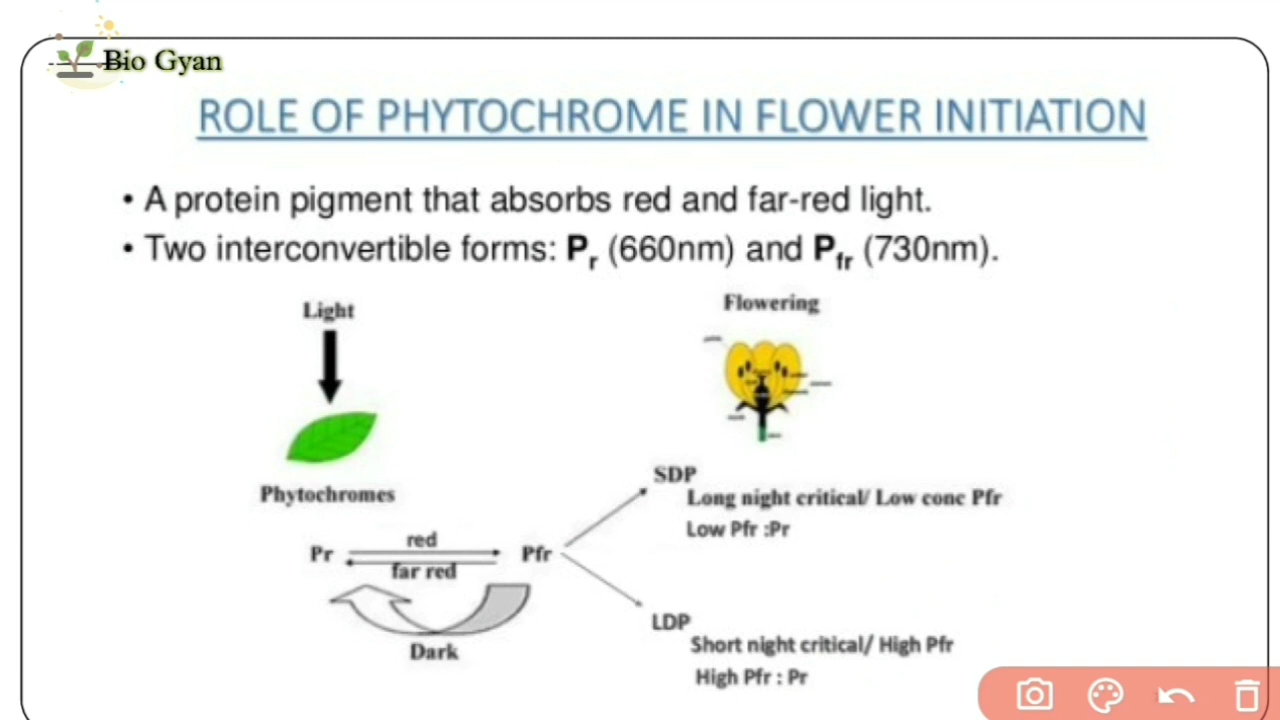 Bio Gyan
ROLE OF PHYTOCHROME IN FLOWER INITIATION
• A protein pigment that absorbs red and far-red light.
• Two interconvertible forms: Pr (660nm) and Pfr (730nm).
Light
Flowering
Phytochromes
SDP
Long night critical/ Low conc Pfr
Low Pfr :Pr
red
Pr
Pfr
far red
Dark
LDP
Short night critical/ High Pfr
High Pfr : Pr